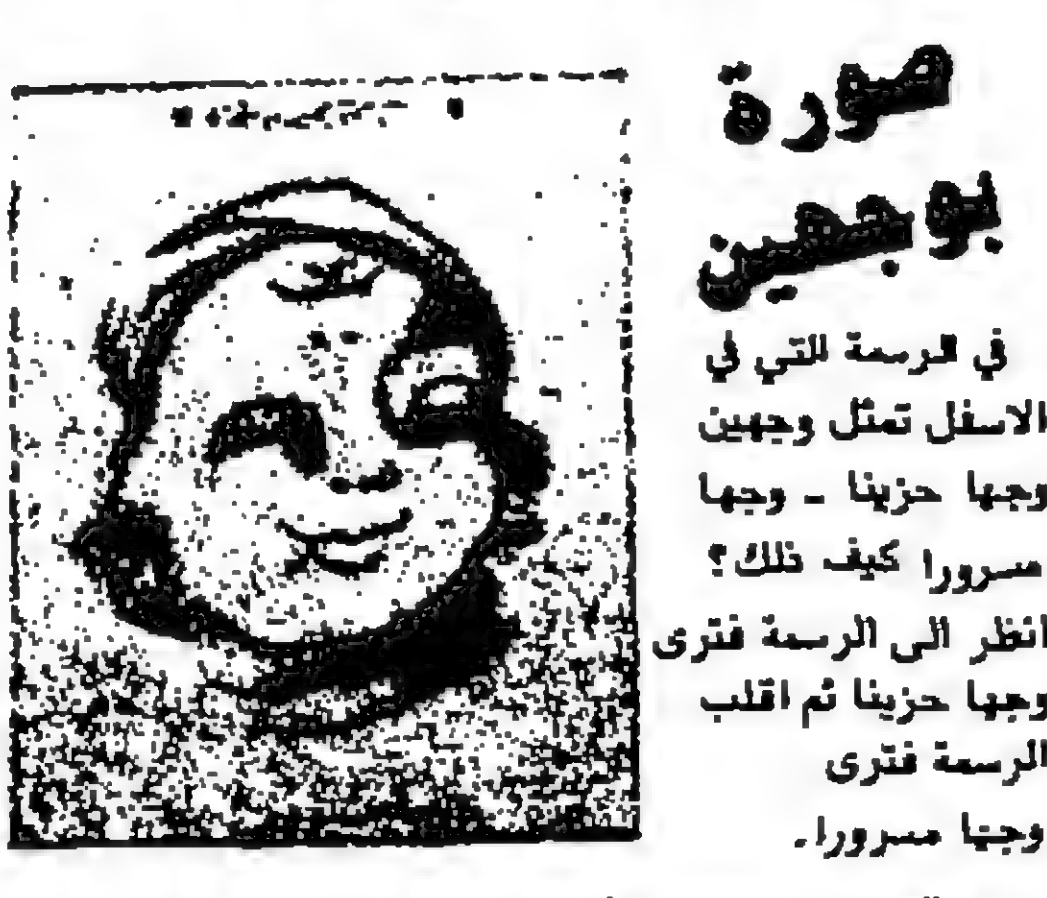 صورة
بوجهين
في الرسمة التي في
الاسفل تمثل وجهين
وجها حزينا - وجها
مسرورا كيف ذلك؟
انظر الى الرسمة فترى
وجها حزينا ثم اقلب
الرسمة فترى
وجها مسرورا.